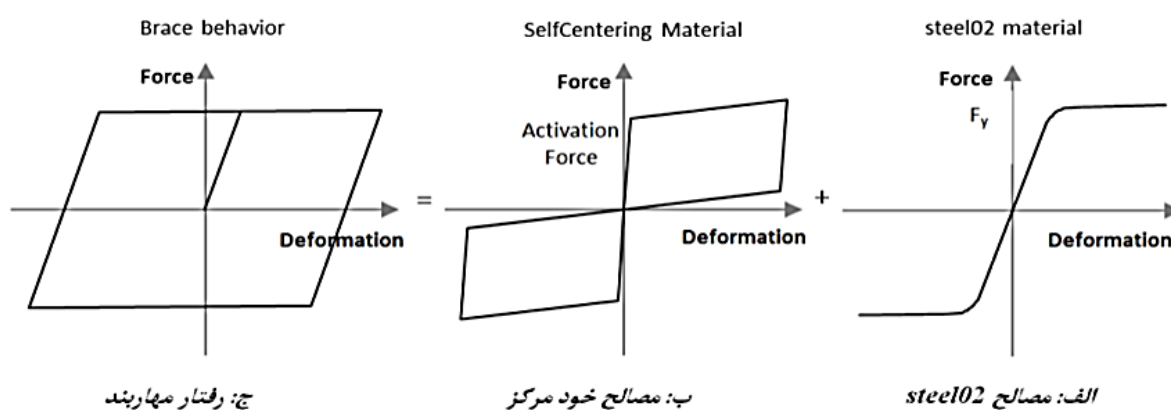 Brace behavior
SelfCentering Material
steel02 material
Force
Force
Force
Activation
Force
F_y
=
+
Deformation
Deformation
Deformation
ج: رفتار مهاربند
ب: مصالح خود مرکز
الف: مصالح steel02